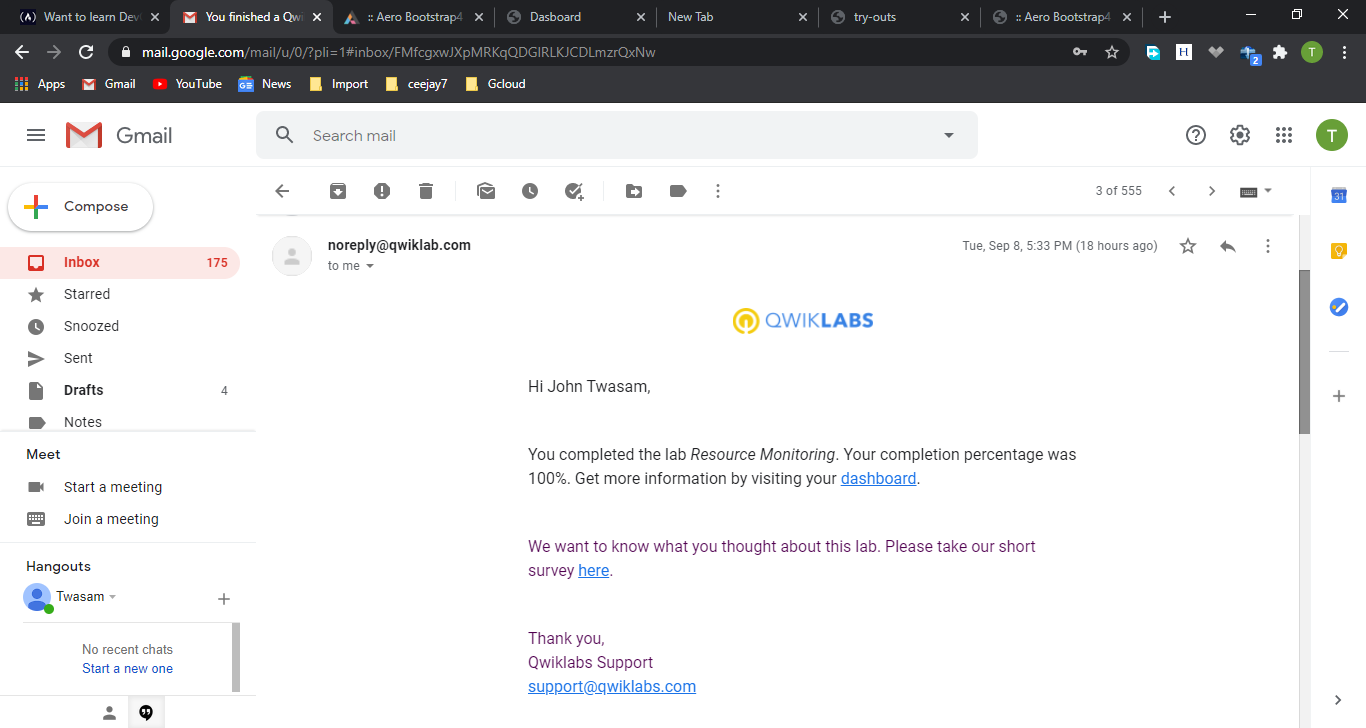 Want to learn Dev
You finished a Qwi
:: Aero Bootstrap4
Dasboard
New Tab
try-outs
:: Aero Bootstrap4
mail.google.com/mail/u/0/?pli=1#inbox/FMfcgxwJXpMRKqQDGlRLKJCDLmzrQxNw
H
2
T
Apps
Gmail
YouTube
GE
News
Import
ceejay7
Gcloud
Gmail
Search mail
T
Compose
3 of 555
31
Inbox
175
Starred
Snoozed
Sent
Drafts
4
Notes
Meet
Start a meeting
Join a meeting
Hangouts
Twasam
No recent chats
Start a new one
noreply@qwiklab.com
Tue, Sep 8, 5:33 PM (18 hours ago)
to me
QWIKLABS
Hi John Twasam,
You completed the lab Resource Monitoring. Your completion percentage was
100%. Get more information by visiting your dashboard.
We want to know what you thought about this lab. Please take our short
survey here.
Thank you,
Qwiklabs Support
support@qwiklabs.com